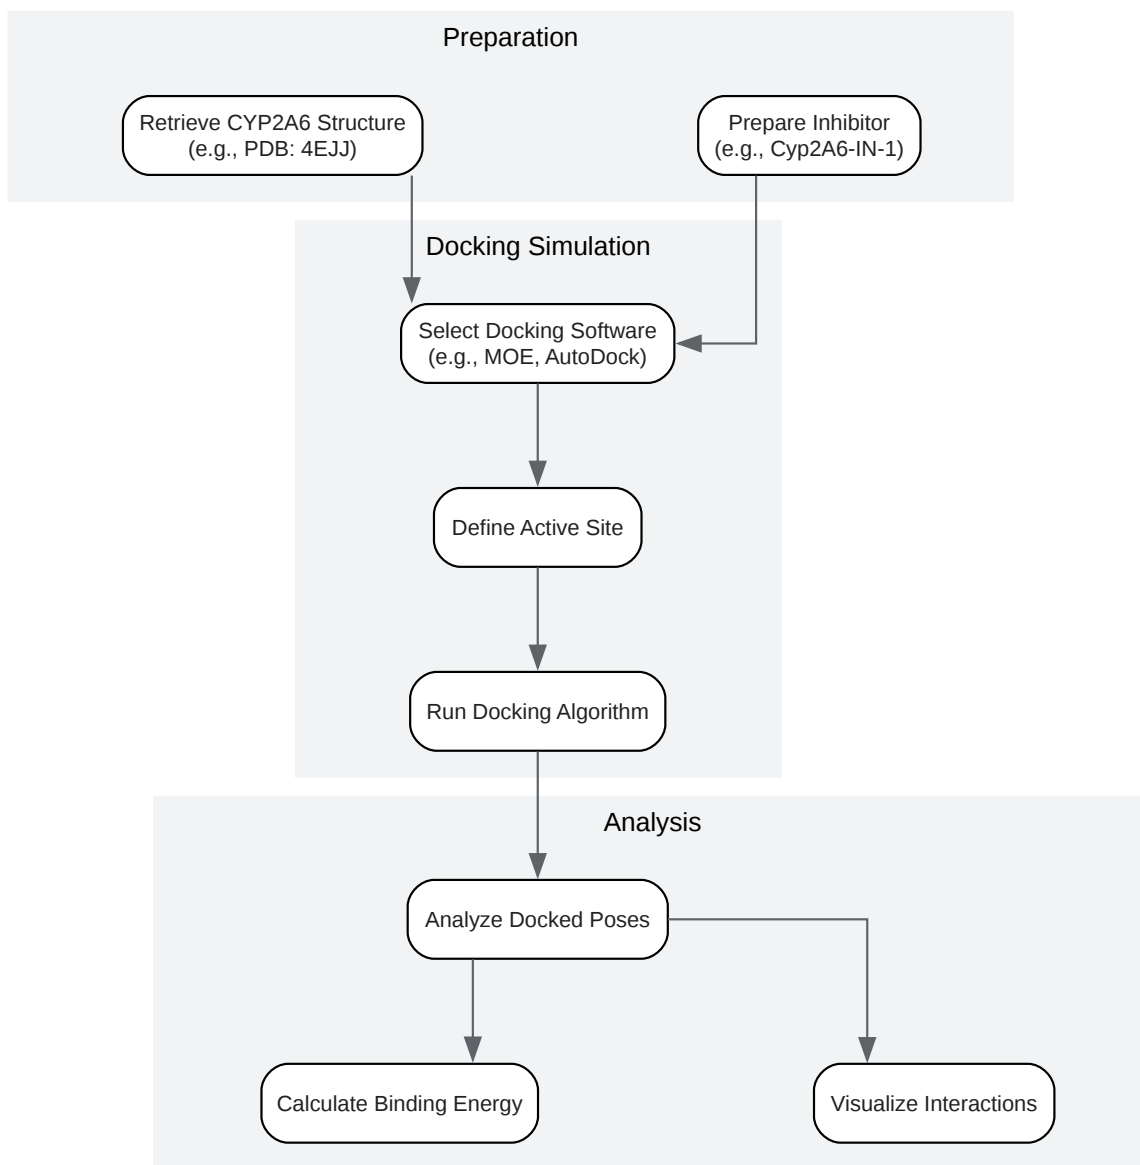 Preparation
Retrieve CYP2A6 Structure
(e.g., PDB: 4EJJ)
Prepare Inhibitor
(e.g., Cyp2A6-IN-1)
Docking Simulation
Select Docking Software
(e.g., MOE, AutoDock)
Define Active Site
Run Docking Algorithm
Analysis
Analyze Docked Poses
Calculate Binding Energy
Visualize Interactions